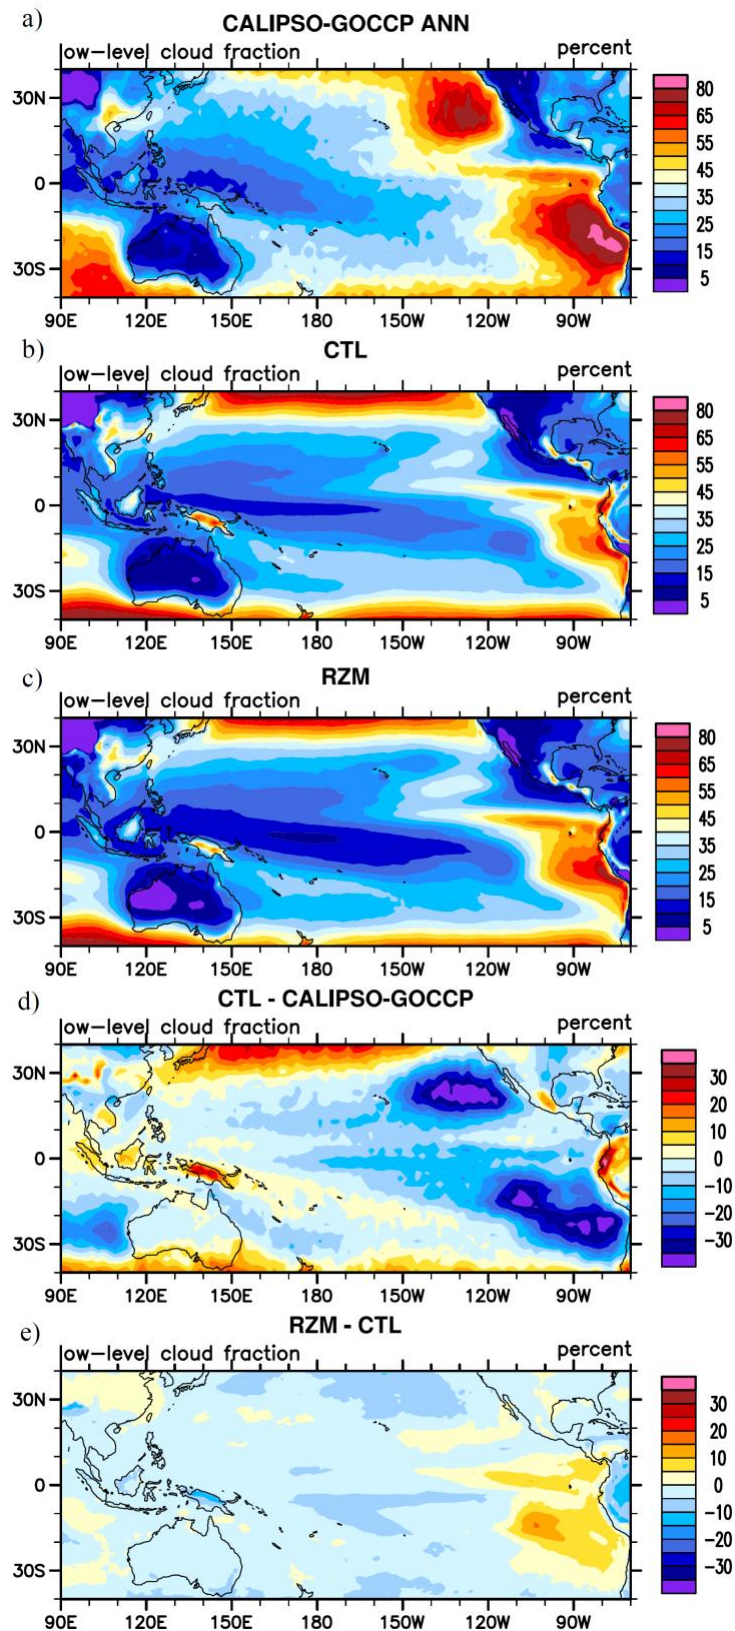 a)
CALIPSO-GOCCP ANN
ow-level cloud fraction percent
30N
0
30S
90E 120E 150E 180 150W 120W 90W
80
65
55
45
35
25
15
5
b)
CTL
ow-level cloud fraction percent
30N
0
30S
90E 120E 150E 180 150W 120W 90W
80
65
55
45
35
25
15
5
c)
RZM
ow-level cloud fraction percent
30N
0
30S
90E 120E 150E 180 150W 120W 90W
80
65
55
45
35
25
15
5
d)
CTL - CALIPSO-GOCCP
ow-level cloud fraction percent
30N
0
30S
90E 120E 150E 180 150W 120W 90W
30
20
10
0
−10
−20
−30
e)
RZM - CTL
ow-level cloud fraction percent
30N
0
30S
90E 120E 150E 180 150W 120W 90W
30
20
10
0
−10
−20
−30